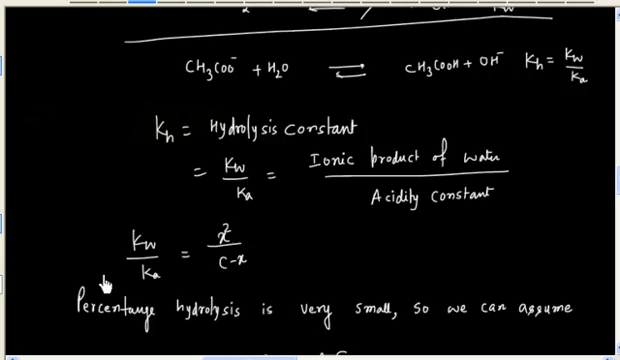 CH₃COO⁻ + H₂O ⇌ CH₃COOH + OH⁻ Kh = Kw/Ka
Kh = Hydrolysis Constant
= Kw/Ka = Ionic product of water / Acidity Constant
Kw/Ka = x²/C-x
Percentange hydrolysis is very small, so we can assume